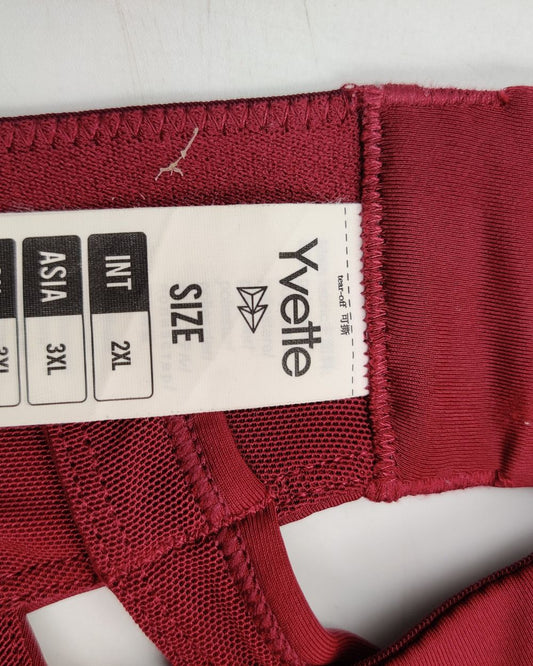 tear-off 可撕
Yvette
SIZE
INT 2XL
ASIA 3XL